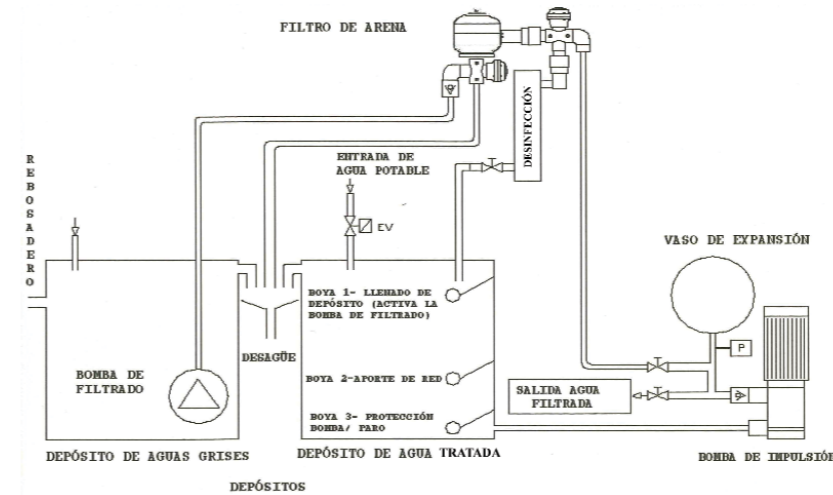 FILTRO DE ARENA
DESINFECCIÓN
ENTRADA DE
AGUA POTABLE
REBOSADERO
EV
VASO DE EXPANSIÓN
BOYA 1- LLENADO DE
DEPÓSITO (ACTIVA LA
BOMBA DE FILTRADO)
P
DESAGÜE
BOMBA DE
FILTRADO
BOYA 2-APORTE DE RED
SALIDA AGUA
FILTRADA
BOYA 3- PROTECCIÓN
BOMBA/ PARO
DEPÓSITO DE AGUAS GRISES
DEPÓSITO DE AGUA TRATADA
BOMBA DE IMPULSIÓN
DEPÓSITOS